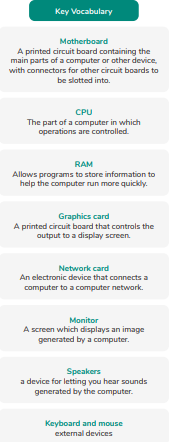 Key Vocabulary
Motherboard
A printed circuit board containing the
main parts of a computer or other device,
with connectors for other circuit boards to
be slotted into.
CPU
The part of a computer in which
operations are controlled.
RAM
Allows programs to store information to
help the computer run more quickly.
Graphics card
A printed circuit board that controls the
output to a display screen.
Network card
An electronic device that connects a
computer to a computer network.
Monitor
A screen which displays an image
generated by a computer.
Speakers
a device for letting you hear sounds
generated by the computer.
Keyboard and mouse
external devices